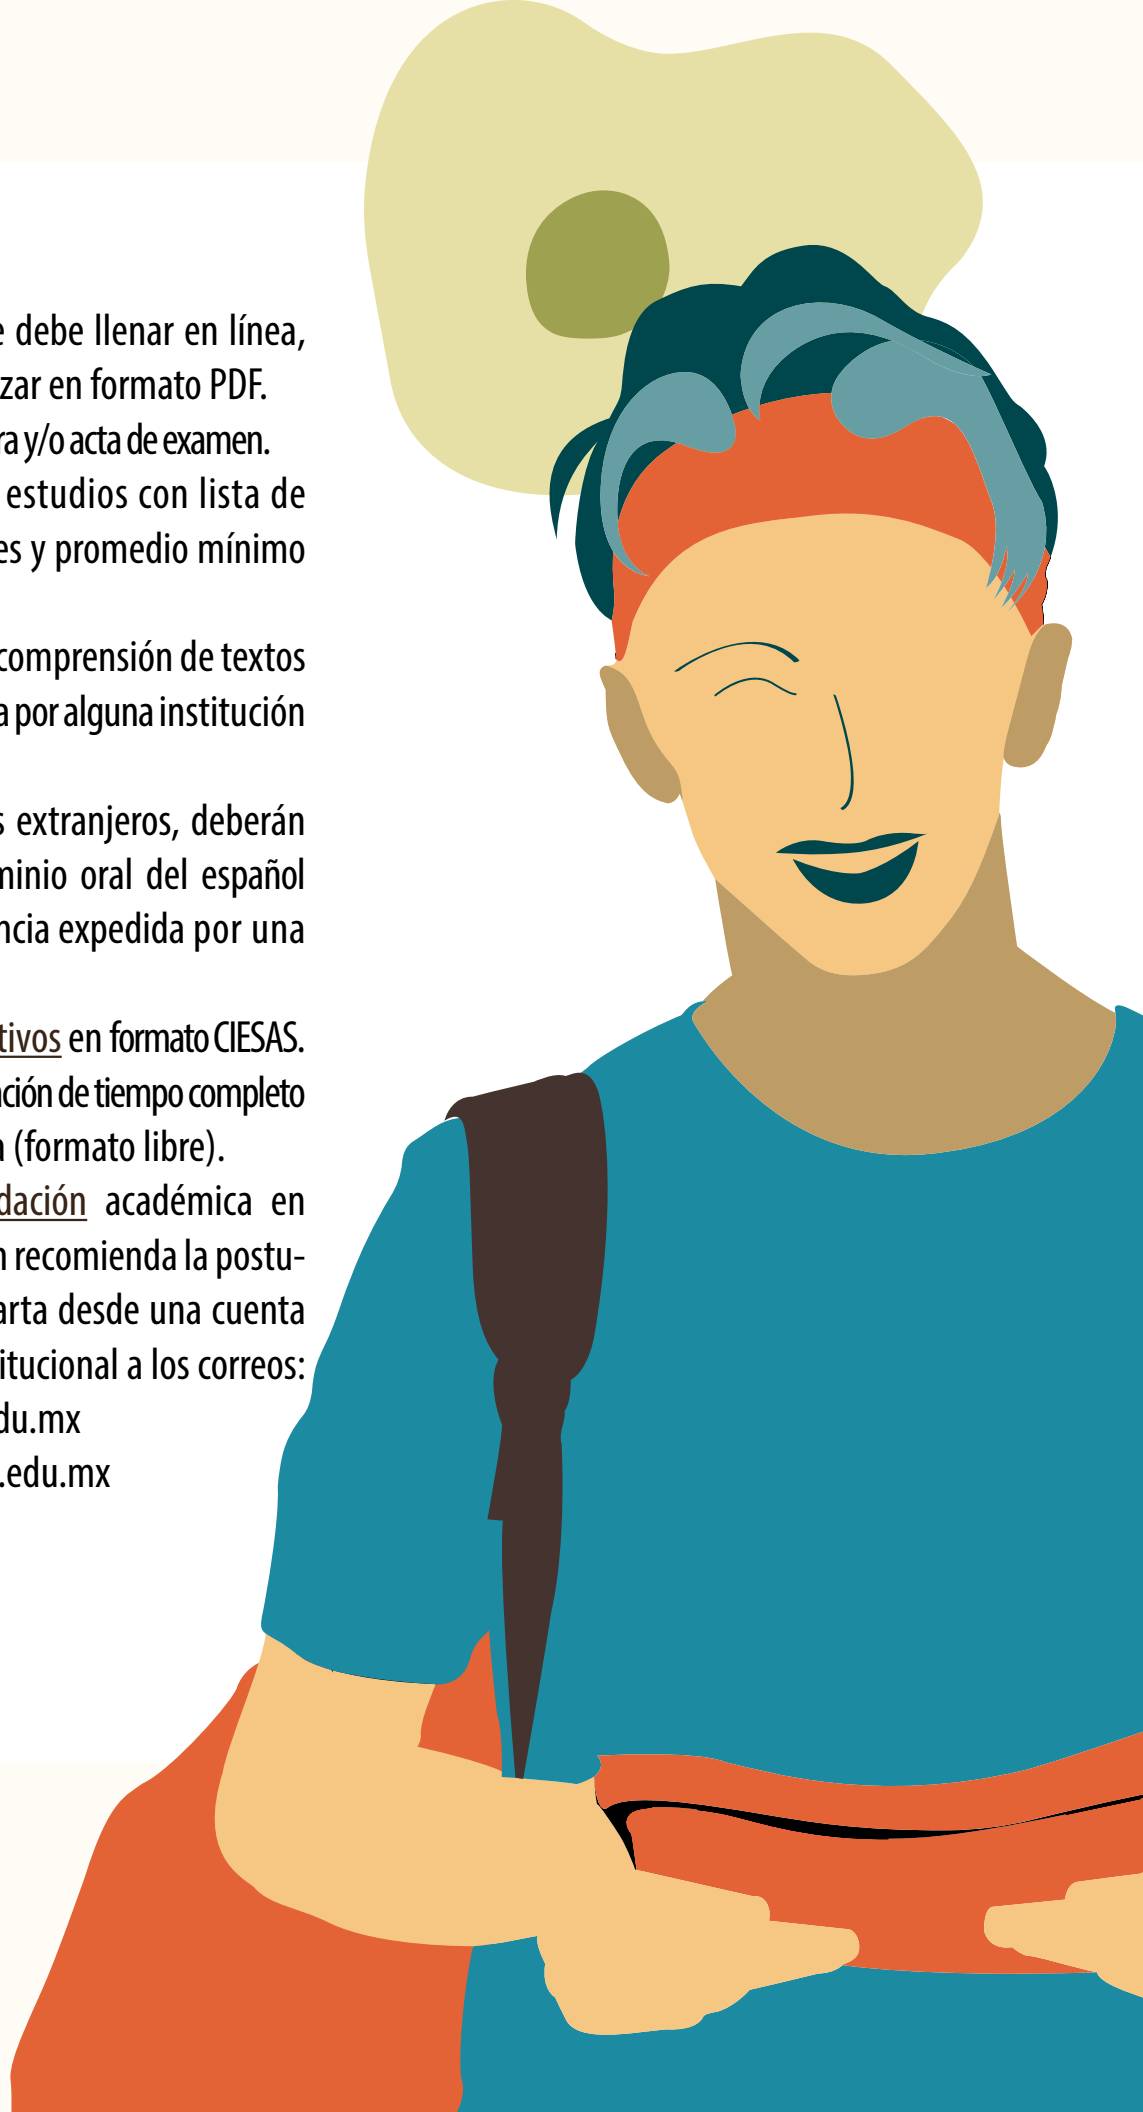 e debe llenar en línea,
zar en formato PDF.
ra y/o acta de examen.
estudios con lista de
es y promedio mínimo
comprensión de textos
a por alguna institución
s extranjeros, deberán
minio oral del español
ncia expedida por una
tivos en formato CIESAS.
ación de tiempo completo
a (formato libre).
dación académica en
n recomienda la postu-
arta desde una cuenta
itucional a los correos:
du.mx
.edu.mx